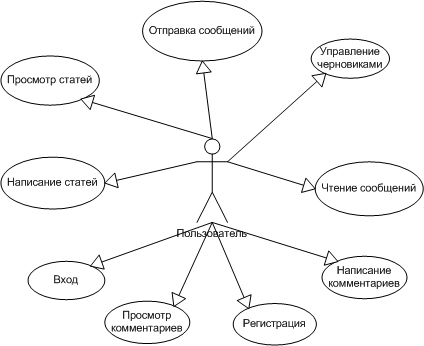 Отправка сообщений
Управление
черновиками
Просмотр статей
Написание статей
Чтение сообщений
Пользователь
Вход
Написание
комментариев
Просмотр
комментариев
Регистрация